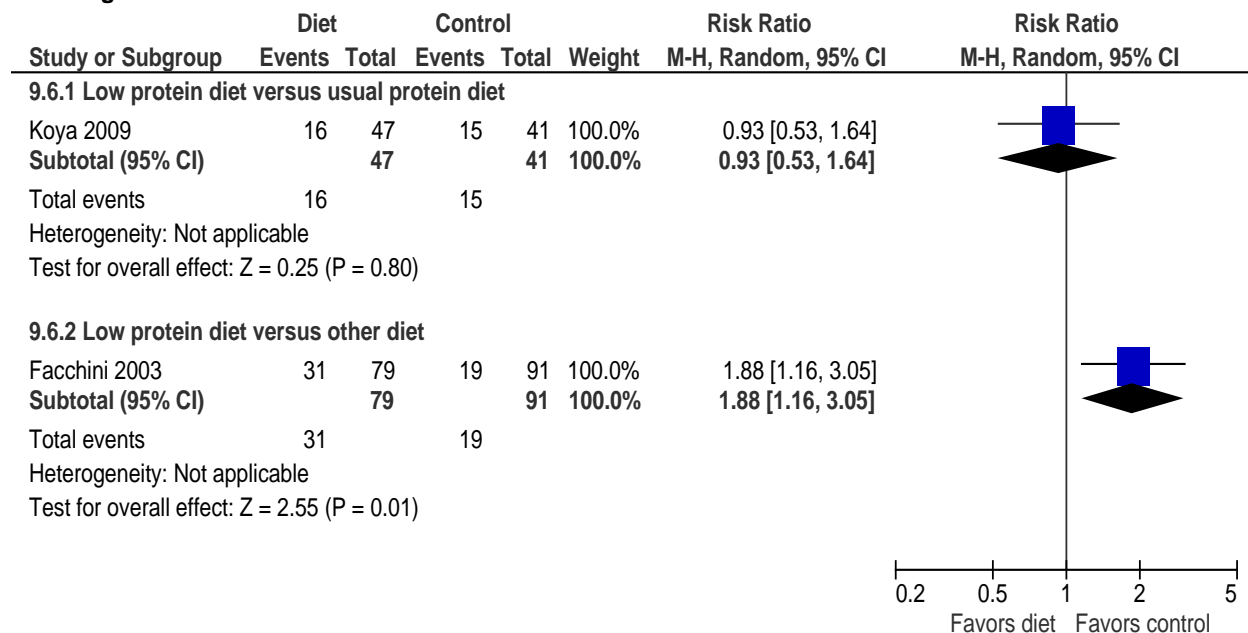 Diet Control Risk Ratio Risk Ratio
Study or Subgroup Events Total Events Total Weight M-H, Random, 95% CI M-H, Random, 95% CI
9.6.1 Low protein diet versus usual protein diet
Koya 2009 16 47 15 41 100.0% 0.93 [0.53, 1.64]
Subtotal (95% CI) 47 41 100.0% 0.93 [0.53, 1.64]
Total events 16 15
Heterogeneity: Not applicable
Test for overall effect: Z = 0.25 (P = 0.80)
9.6.2 Low protein diet versus other diet
Facchini 2003 31 79 19 91 100.0% 1.88 [1.16, 3.05]
Subtotal (95% CI) 79 91 100.0% 1.88 [1.16, 3.05]
Total events 31 19
Heterogeneity: Not applicable
Test for overall effect: Z = 2.55 (P = 0.01)
0.2 0.5 1 2 5
Favors diet Favors control